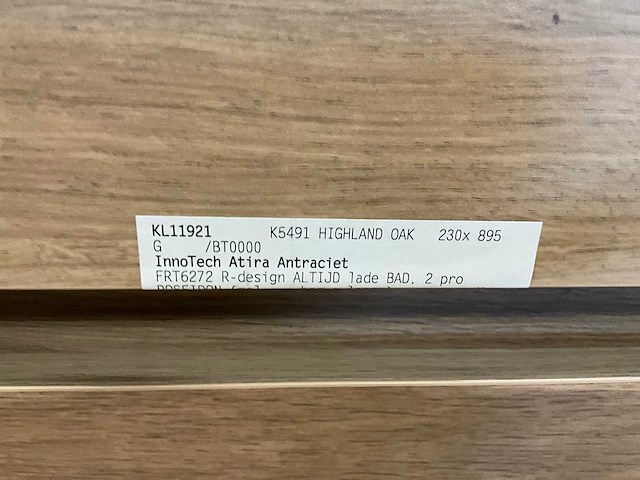 KL11921 K5491 HIGHLAND OAK 230x 895
G /BT0000
InnoTech Atira Antraciet
FRT6272 R-design ALTIJD lade BAD, 2 pro